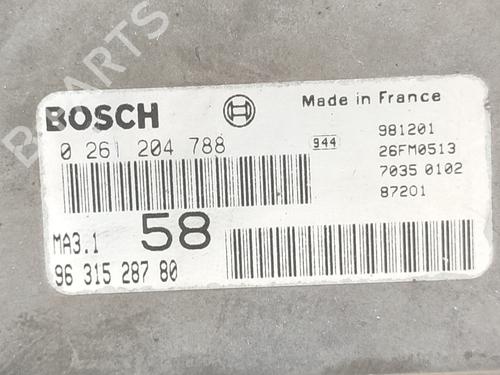 BOSCH
Made in France
0 261 204 788
944
981201
26FM0513
7035 0102
87201
MA3.1
58
96 315 287 80
PARTS